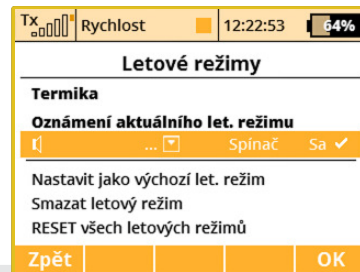 Tx Rychlost 12:22:53 64%
Letové režimy
Termika
Oznámení aktuálního let. režimu
... Spínač Sa
Nastavit jako výchozí let. režim
Smazat letový režim
RESET všech letových režimů
Zpět OK